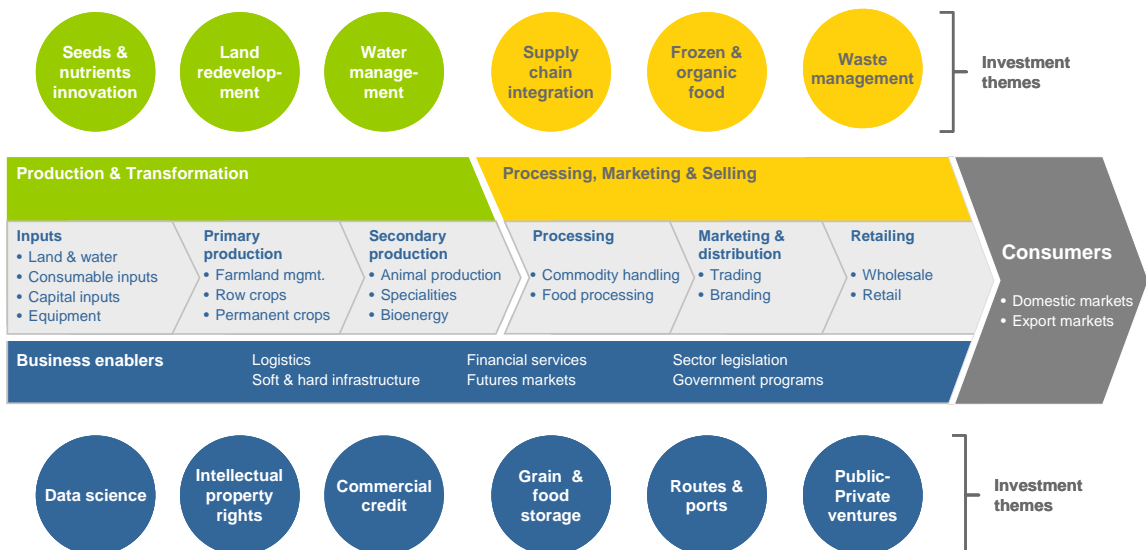 Seeds &
nutrients
innovation
Land
redevelop-
ment
Water
manage-
ment
Supply
chain
integration
Frozen &
organic
food
Waste
management
Investment
themes
Production & Transformation
Processing, Marketing & Selling
Inputs
• Land & water
• Consumable inputs
• Capital inputs
• Equipment
Primary
production
• Farmland mgmt.
• Row crops
• Permanent crops
Secondary
production
• Animal production
• Specialities
• Bioenergy
Processing
• Commodity handling
• Food processing
Marketing &
distribution
• Trading
• Branding
Retailing
• Wholesale
• Retail
Consumers
• Domestic markets
• Export markets
Business enablers
Logistics
Soft & hard infrastructure
Financial services
Futures markets
Sector legislation
Government programs
Data science
Intellectual
property
rights
Commercial
credit
Grain & food
storage
Routes &
ports
Public-
Private
ventures
Investment
themes